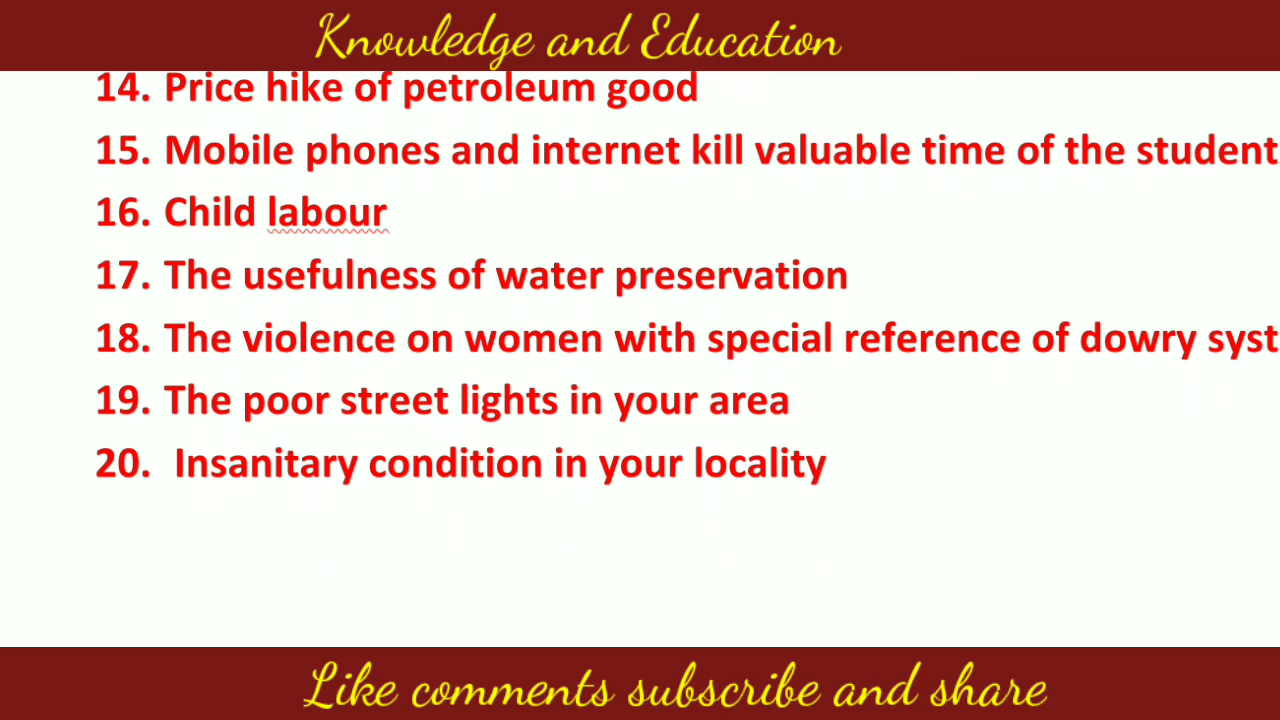 Knowledge and Education
14. Price hike of petroleum good
15. Mobile phones and internet kill valuable time of the student
16. Child labour
17. The usefulness of water preservation
18. The violence on women with special reference of dowry syst
19. The poor street lights in your area
20. Insanitary condition in your locality
Like comments subscribe and share